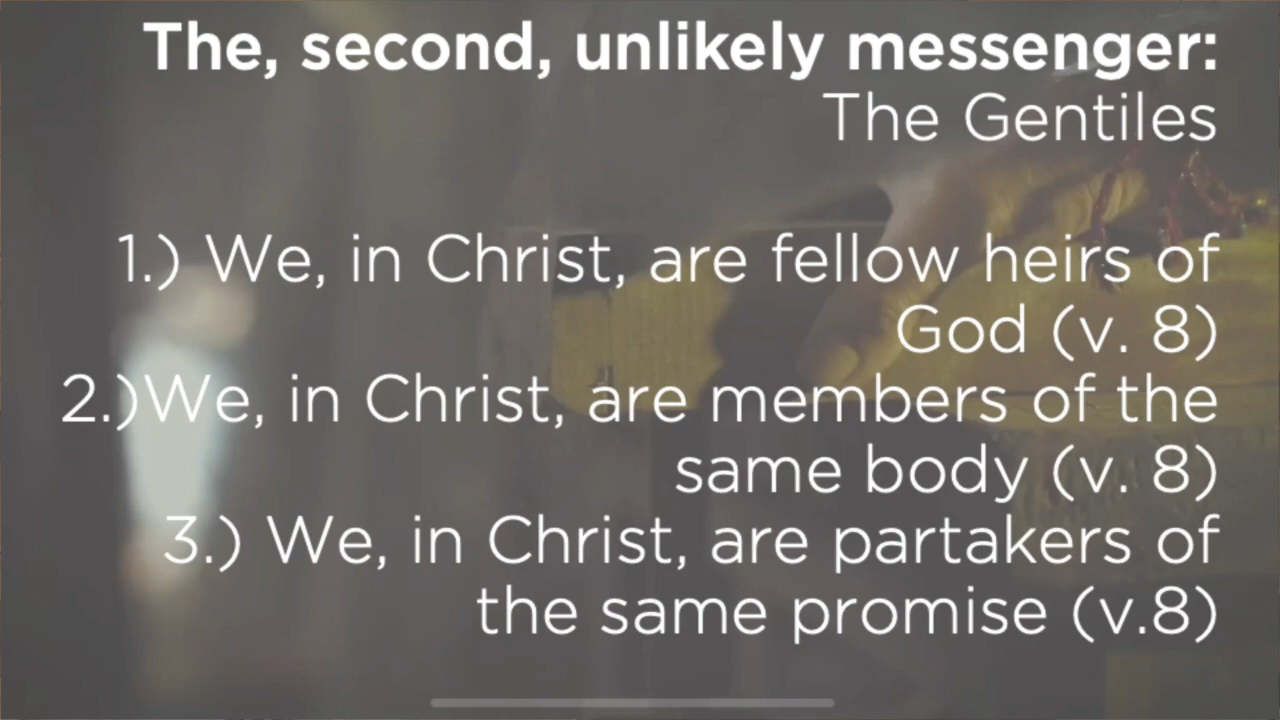 The, second, unlikely messenger:
The Gentiles
1.) We, in Christ, are fellow heirs of
God (v. 8)
2.)We, in Christ, are members of the
same body (v. 8)
3.) We, in Christ, are partakers of
the same promise (v.8)